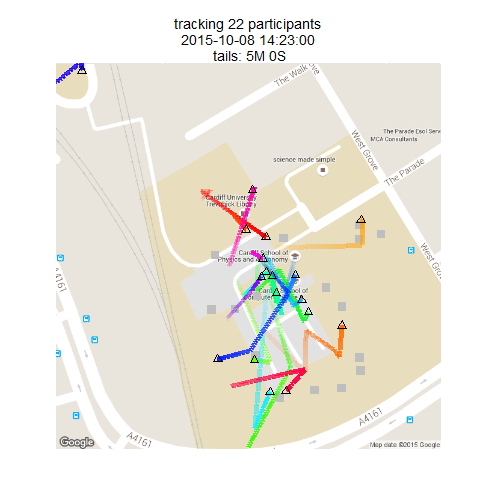 tracking 22 participants
2015-10-08 14:23:00
tails: 5M 0S
The Walk
Grove
West Grove
The Parade Esol Serv
MCA Consultants
science made simple
The Parade
Cardiff University
Trevithick Library
West Grove
Cardiff School of
Physics and Astronomy
Cardiff School of
A4161
A4161
A4161
Google
Map data ©2015 Google